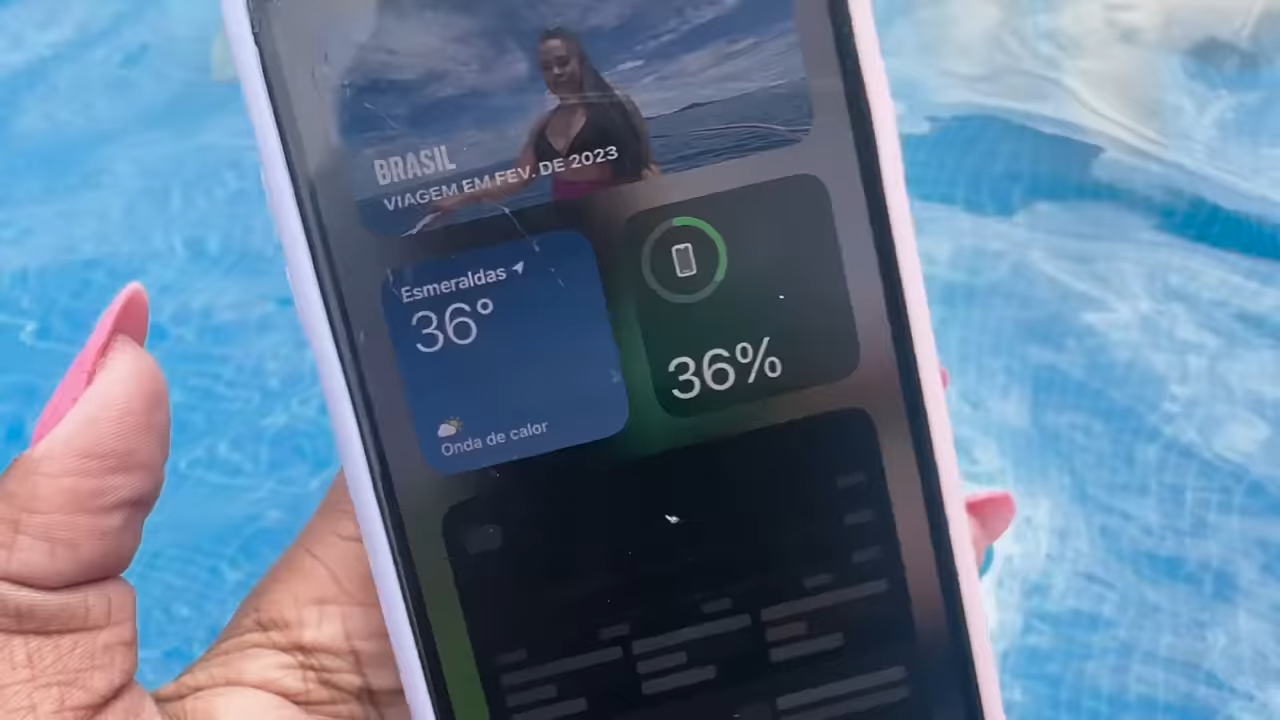 BRASIL
VIAGEM EM FEV. DE 2023
Esmeraldas
36°
Onda de calor
36%